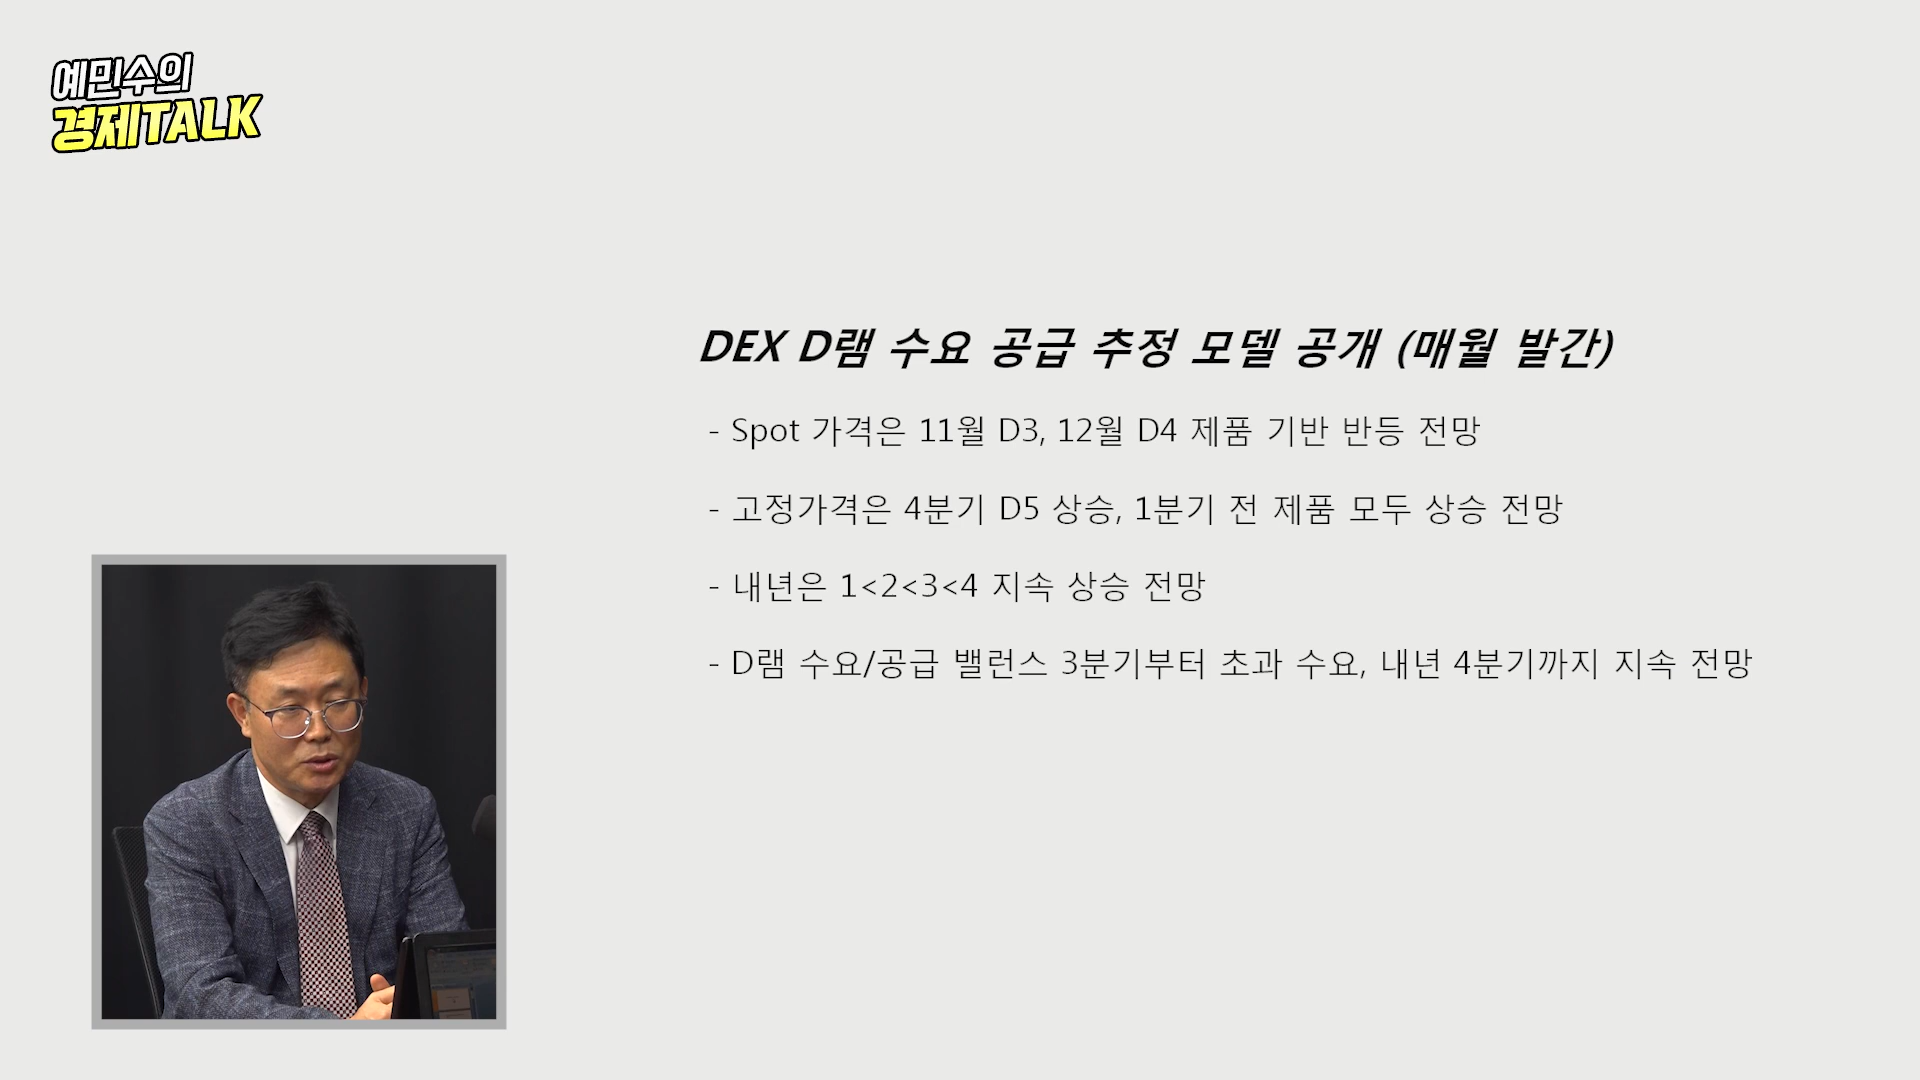 예민수의
경제TALK
DEX D램 수요 공급 추정 모델 공개 (매월 발간)
- Spot 가격은 11월 D3, 12월 D4 제품 기반 반등 전망
- 고정가격은 4분기 D5 상승, 1분기 전 제품 모두 상승 전망
- 내년은 1<2<3<4 지속 상승 전망
- D램 수요/공급 밸런스 3분기부터 초과 수요, 내년 4분기까지 지속 전망